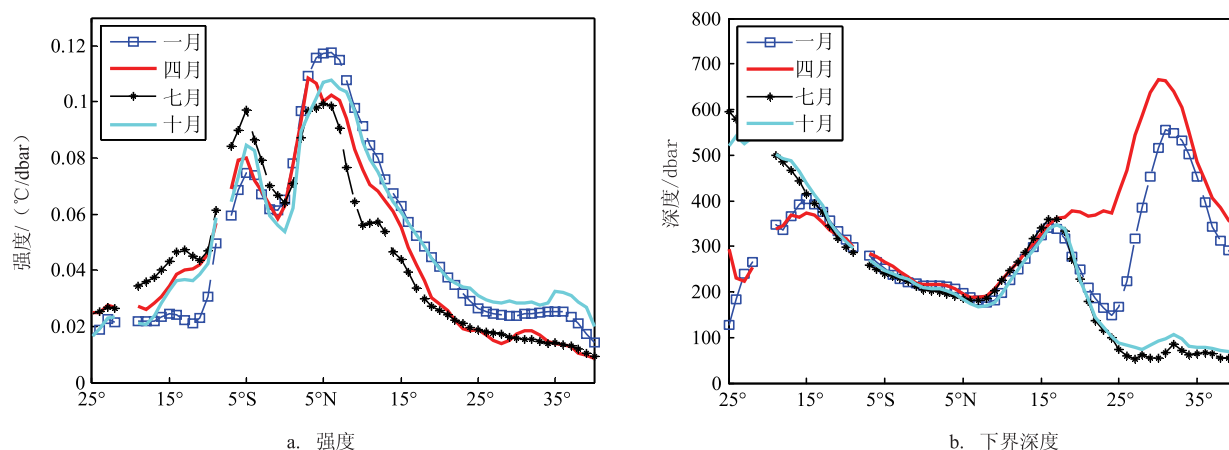 强度/（℃/dbar）
0.12
0.1
0.08
0.06
0.04
0.02
0
一月
四月
七月
十月
25° 15° 5°S 5°N 15° 25° 35°
a. 强度
深度/dbar
800
700
600
500
400
300
200
100
0
一月
四月
七月
十月
25° 15° 5°S 5°N 15° 25° 35°
b. 下界深度